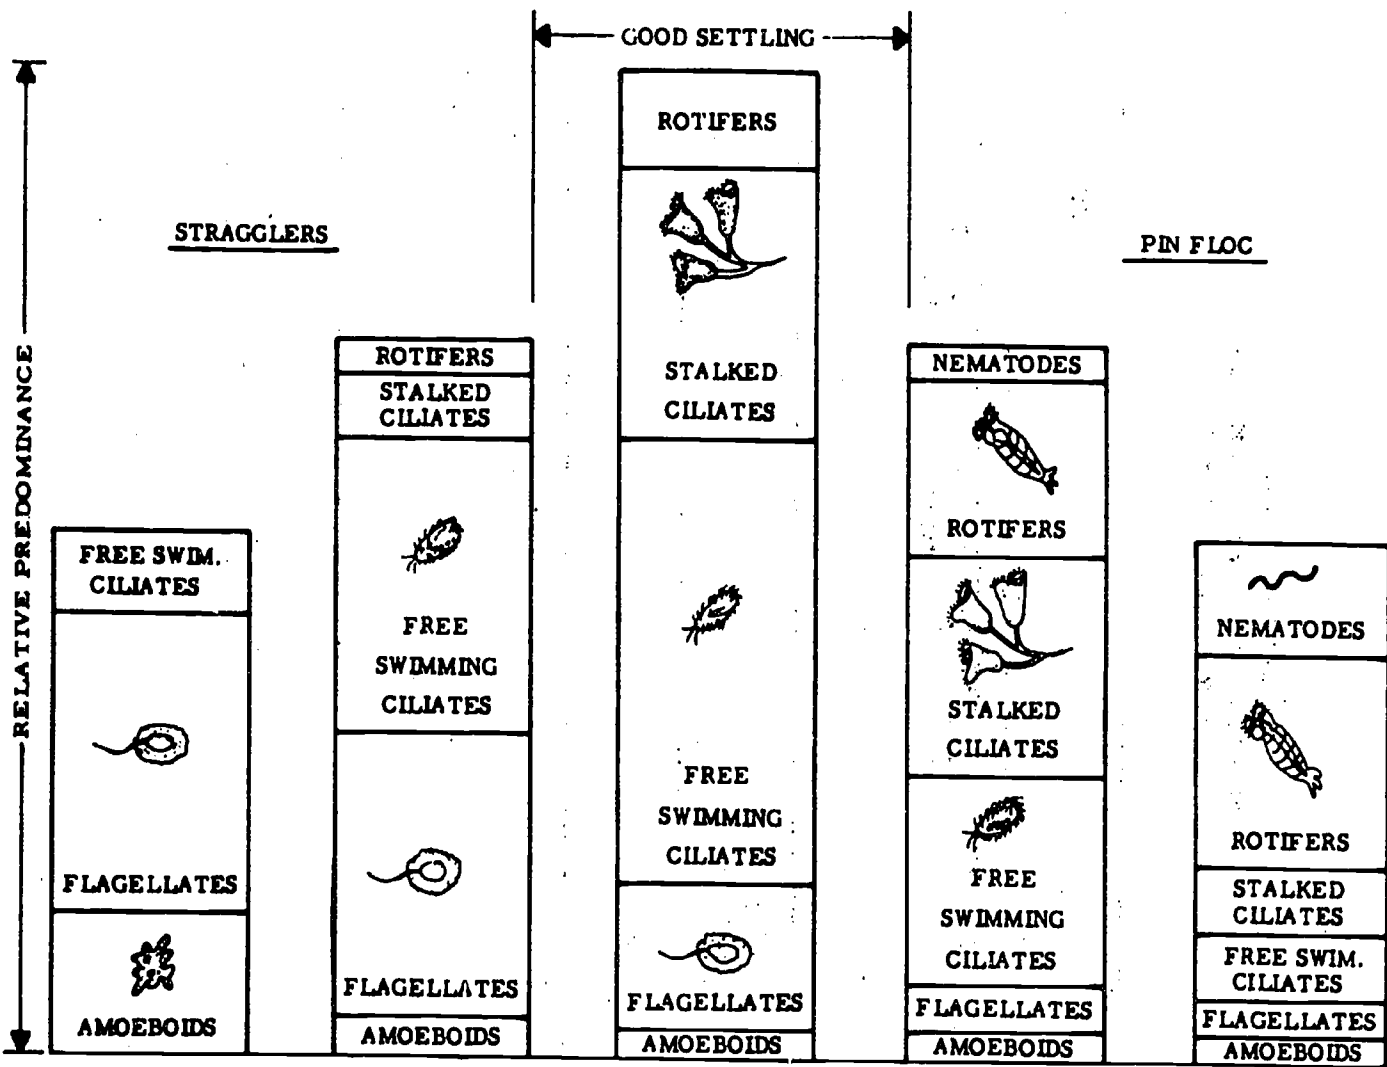 GOOD SETTLING
STRAGGLERS
PIN FLOC
RELATIVE PREDOMINANCE
FREE SWIM.
CILIATES
FLAGELLATES
AMOEBOIDS
ROTIFERS
STALKED
CILIATES
FREE
SWIMMING
CILIATES
FLAGELLATES
AMOEBOIDS
ROTIFERS
STALKED
CILIATES
FREE
SWIMMING
CILIATES
FLAGELLATES
AMOEBOIDS
NEMATODES
ROTIFERS
STALKED
CILIATES
FREE
SWIMMING
CILIATES
FLAGELLATES
AMOEBOIDS
NEMATODES
ROTIFERS
STALKED
CILIATES
FREE SWIM.
CILIATES
FLAGELLATES
AMOEBOIDS